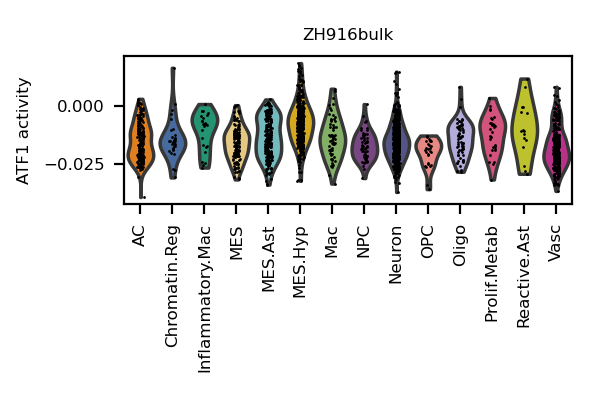 ZH916bulk
ATF1 activity
0.000
−0.025
AC
Chromatin.Reg
Inflammatory.Mac
MES
MES.Ast
MES.Hyp
Mac
NPC
Neuron
OPC
Oligo
Prolif.Metab
Reactive.Ast
Vasc